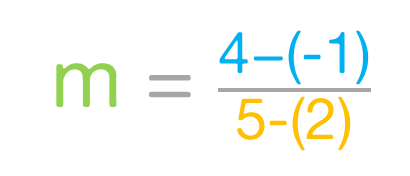 m = 4–(-1)
5-(2)